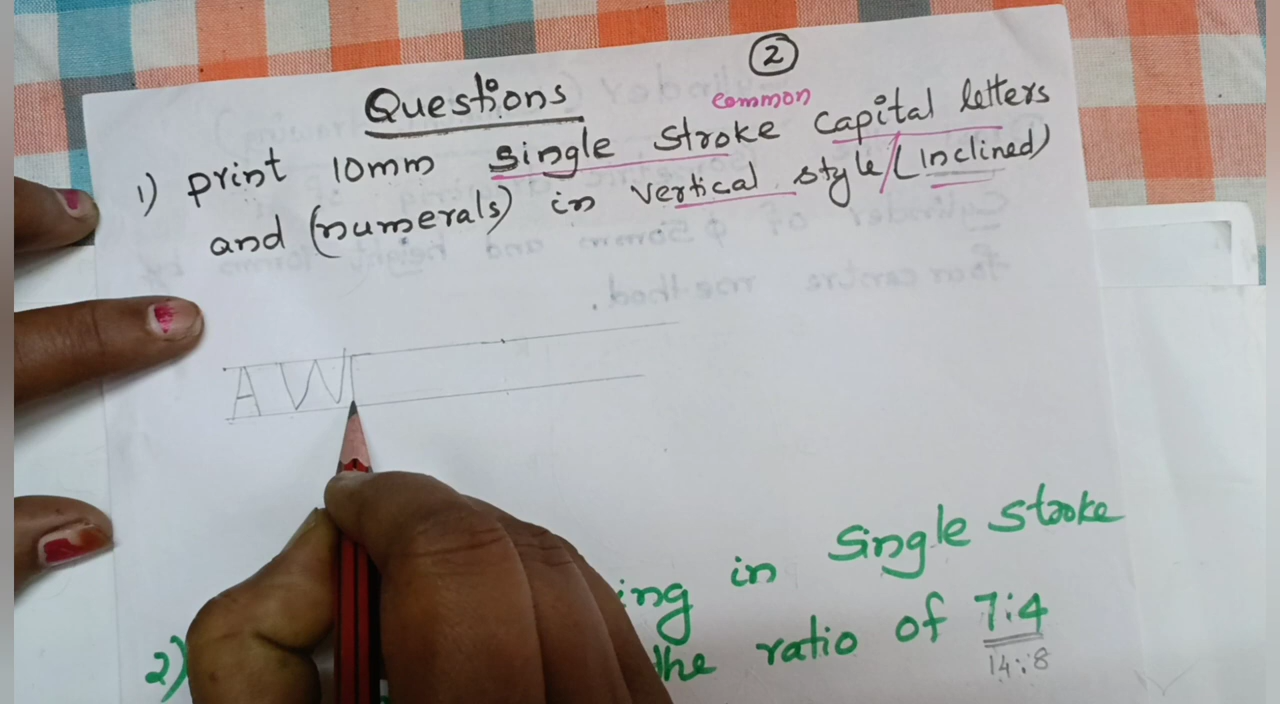 2
Questions
common
1) print 10mm single stroke capital letters
and (numerals) in vertical style/(inclined)
A W
ing in Single stroke
2) the ratio of 7:4
14:8